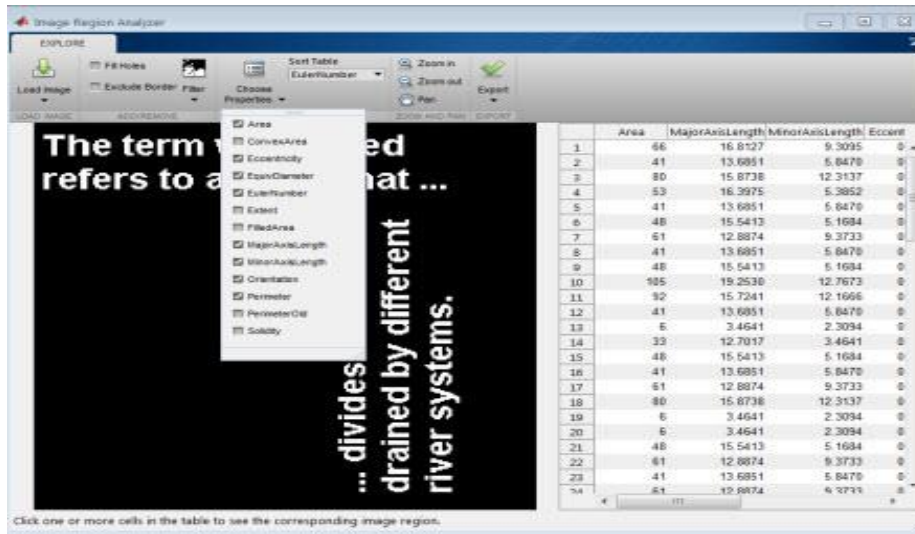 Image Region Analyzer
EXPLORE
Load Image
Fill Holes
Exclude Border
Filter
Choose Properties
Sort Table
EulerNumber
Zoom in
Zoom out
Pan
Export
LOAD IMAGE
ADD/REMOVE
ZOOM AND PAN
EXPORT
Area
ConvexArea
Eccentricity
EquivDiameter
EulerNumber
Extent
FilledArea
MajorAxisLength
MinorAxisLength
Orientation
Perimeter
PerimeterOld
Solidity
The term ed
refers to a hat ...
... divides
drained by different
river systems.
Area MajorAxisLength MinorAxisLength Eccent
1 66 16.8127 9.3095 0
2 41 13.6851 5.8470 0
3 80 15.8738 12.3137 0
4 53 16.3975 5.3852 0
5 41 13.6851 5.8470 0
6 48 15.5413 5.1684 0
7 61 12.8874 9.3733 0
8 41 13.6851 5.8470 0
9 48 15.5413 5.1684 0
10 105 19.2530 12.7673 0
11 92 15.7241 12.1666 0
12 41 13.6851 5.8470 0
13 6 3.4641 2.3094 0
14 33 12.7017 3.4641 0
15 48 15.5413 5.1684 0
16 41 13.6851 5.8470 0
17 61 12.8874 9.3733 0
18 80 15.8738 12.3137 0
19 6 3.4641 2.3094 0
20 6 3.4641 2.3094 0
21 48 15.5413 5.1684 0
22 61 12.8874 9.3733 0
23 41 13.6851 5.8470 0
24 61 12.8874 9.3733 0
Click one or more cells in the table to see the corresponding image region.